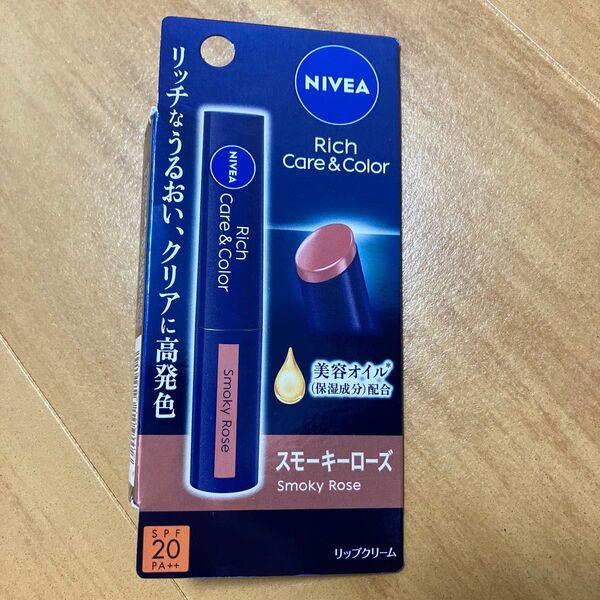 リッチなうるおい、クリアに高発色
NIVEA
Rich
Care & Color
NIVEA
Rich
Care & Color
Smoky Rose
美容オイル*
(保湿成分)配合
スモーキーローズ
Smoky Rose
SPF
20
PA++
リップクリーム